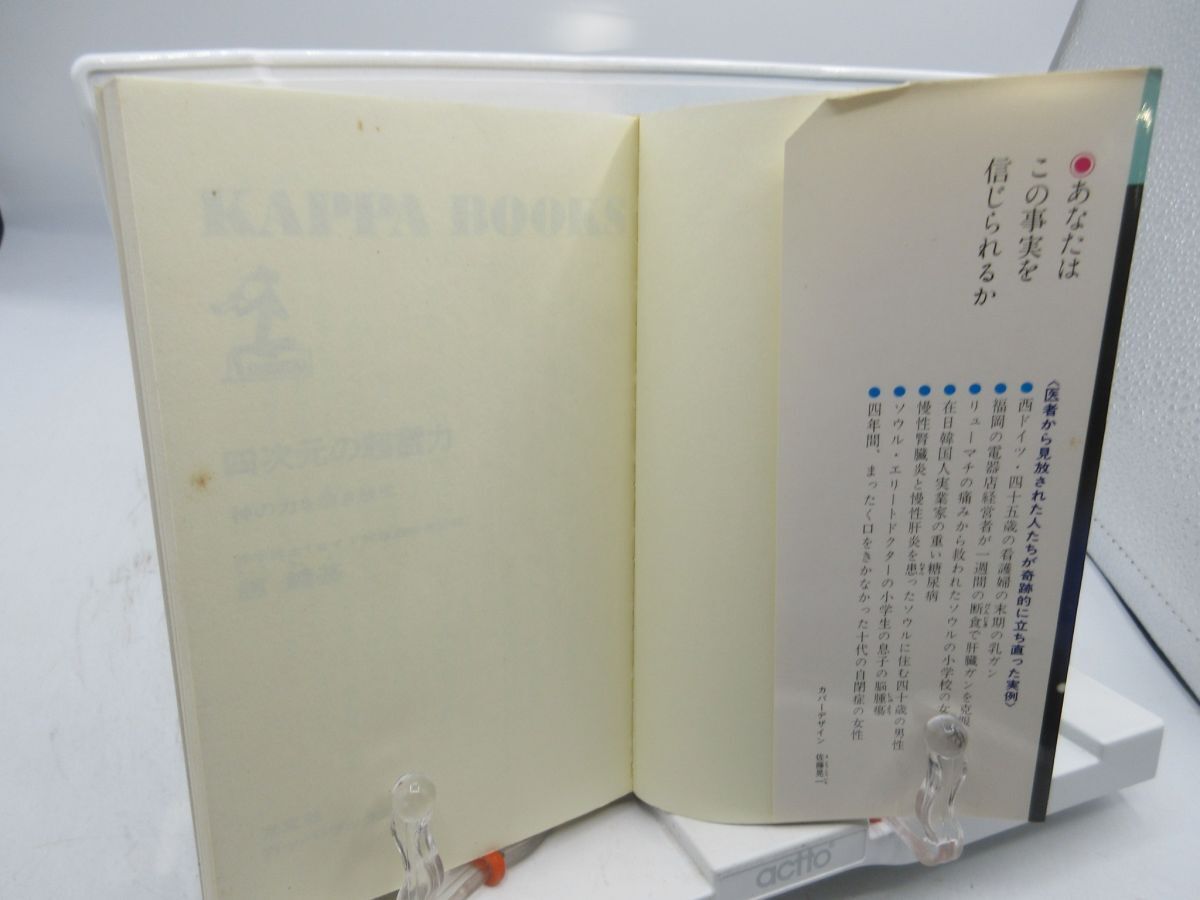 あなたは
この事実を
信じられるか
〈医者から見放された人たちが奇跡的に立ち直った実例〉
西ドイツ・四十五歳の看護婦の末期の乳ガン
福岡の電器店経営者が一週間の断食で肝臓ガンを克服
リューマチの痛みから救われたソウルの小学校の女
在日韓国人実業家の重い糖尿病
慢性腎臓炎と慢性肝炎を患ったソウルに住む四十歳の男性
ソウル・エリートドクターの小学生の息子の脳腫瘍
四年間、まったく口をきかなかった十代の自閉症の女性
カバーデザイン 佐藤晃一
KAPPA BOOKS
四次元の超能力
actto